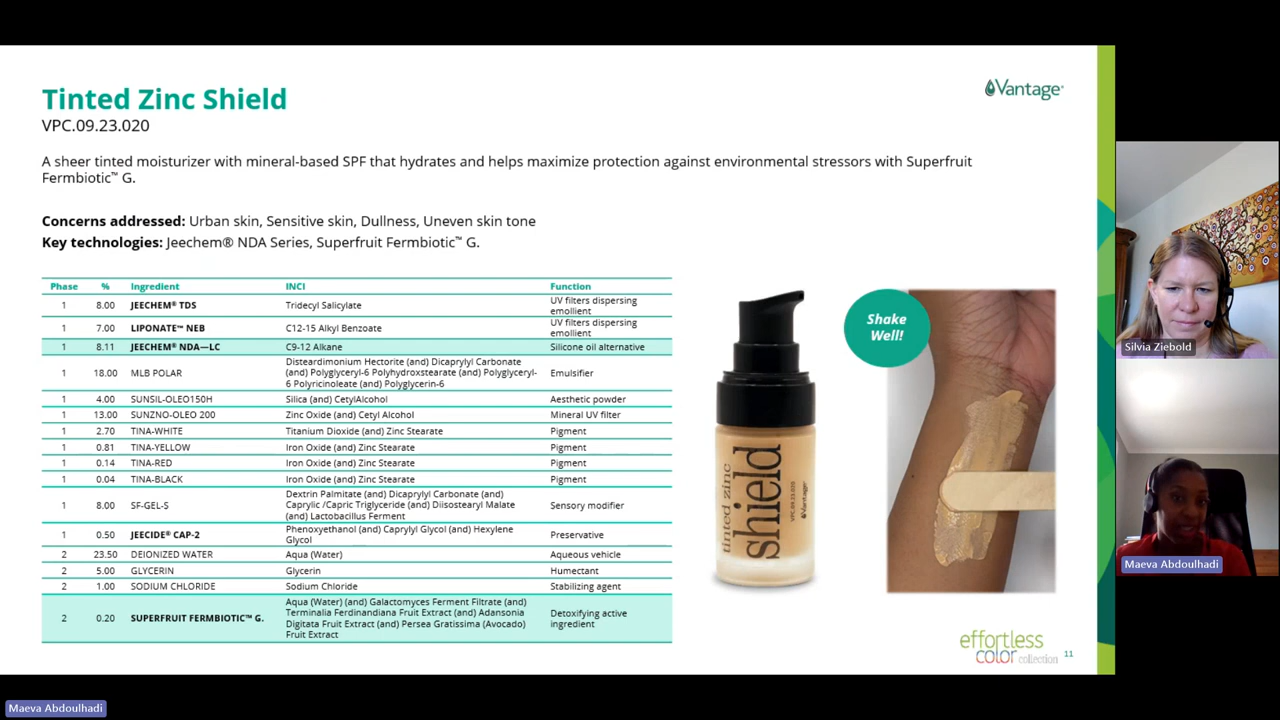 Tinted Zinc Shield
VPC.09.23.020
Vantage®
A sheer tinted moisturizer with mineral-based SPF that hydrates and helps maximize protection against environmental stressors with Superfruit
Fermbiotic™ G.
Concerns addressed: Urban skin, Sensitive skin, Dullness, Uneven skin tone
Key technologies: Jeechem® NDA Series, Superfruit Fermbiotic™ G.
Phase % Ingredient INCI Function
1 8.00 JEECHEM® TDS Tridecyl Salicylate UV filters dispersing
emollient
1 7.00 LIPONATE™ NEB C12-15 Alkyl Benzoate UV filters dispersing
emollient
1 8.11 JEECHEM® NDA—LC C9-12 Alkane Silicone oil alternative
1 18.00 MLB POLAR Disteardimonium Hectorite (and) Dicaprylyl Carbonate
(and) Polyglyceryl-6 Polyhydroxstearate (and) Polyglyceryl-
6 Polyricinoleate (and) Polyglycerin-6 Emulsifier
1 4.00 SUNSIL-OLEO150H Silica (and) CetylAlcohol Aesthetic powder
1 13.00 SUNZNO-OLEO 200 Zinc Oxide (and) Cetyl Alcohol Mineral UV filter
1 2.70 TINA-WHITE Titanium Dioxide (and) Zinc Stearate Pigment
1 0.81 TINA-YELLOW Iron Oxide (and) Zinc Stearate Pigment
1 0.14 TINA-RED Iron Oxide (and) Zinc Stearate Pigment
1 0.04 TINA-BLACK Iron Oxide (and) Zinc Stearate Pigment
1 8.00 SF-GEL-S Dextrin Palmitate (and) Dicaprylyl Carbonate (and)
Caprylic /Capric Triglyceride (and) Diisostearyl Malate
(and) Lactobacillus Ferment Sensory modifier
1 0.50 JEECIDE® CAP-2 Phenoxyethanol (and) Caprylyl Glycol (and) Hexylene
Glycol Preservative
2 23.50 DEIONIZED WATER Aqua (Water) Aqueous vehicle
2 5.00 GLYCERIN Glycerin Humectant
2 1.00 SODIUM CHLORIDE Sodium Chloride Stabilizing agent
2 0.20 SUPERFRUIT FERMBIOTIC™ G. Aqua (Water) (and) Galactomyces Ferment Filtrate (and)
Terminalia Ferdinandiana Fruit Extract (and) Adansonia
Digitata Fruit Extract (and) Persea Gratissima (Avocado)
Fruit Extract Detoxifying active
ingredient
tinted zinc
shield
VPC.09.23.020
Vantage
Shake
Well!
effortless
color collection
11
Silvia Ziebold
Maeva Abdoulhadi
Maeva Abdoulhadi